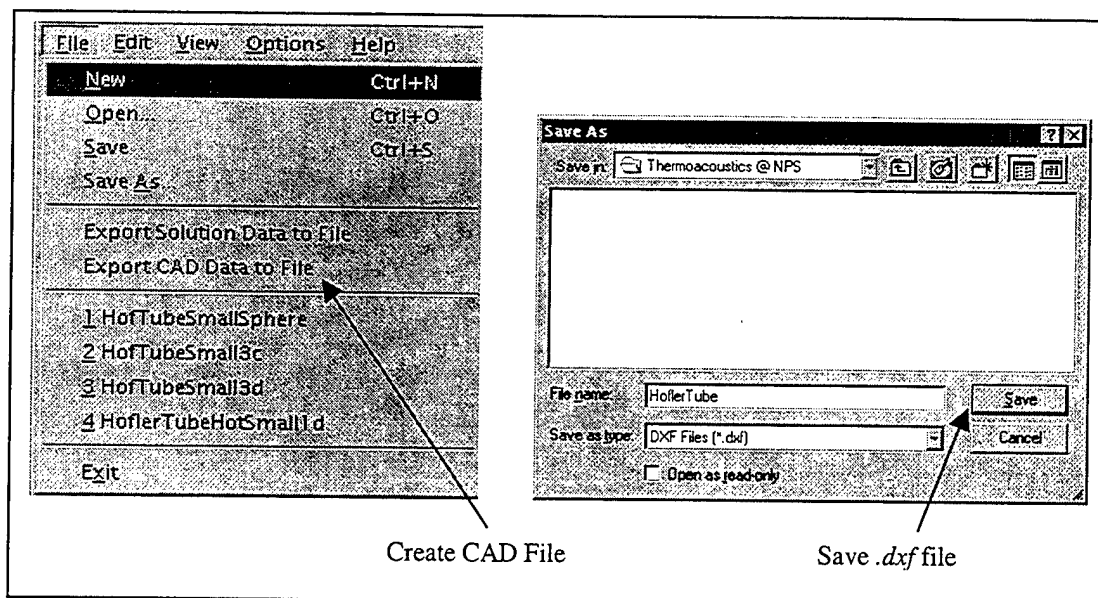 File Edit View Options Help
New Ctrl+N
Open... Ctrl+O
Save Ctrl+S
Save As
Export Solution Data to File
Export CAD Data to File
1 HofTubeSmallSphere
2 HofTubeSmall3c
3 HofTubeSmall3d
4 HoflerTubeHotSmall1d
Exit
Create CAD File
Save As
Save in: Thermoacoustics @ NPS
File name: HoflerTube Save
Save as type: DXF Files (*.dxf) Cancel
Open as read-only
Save .dxf file